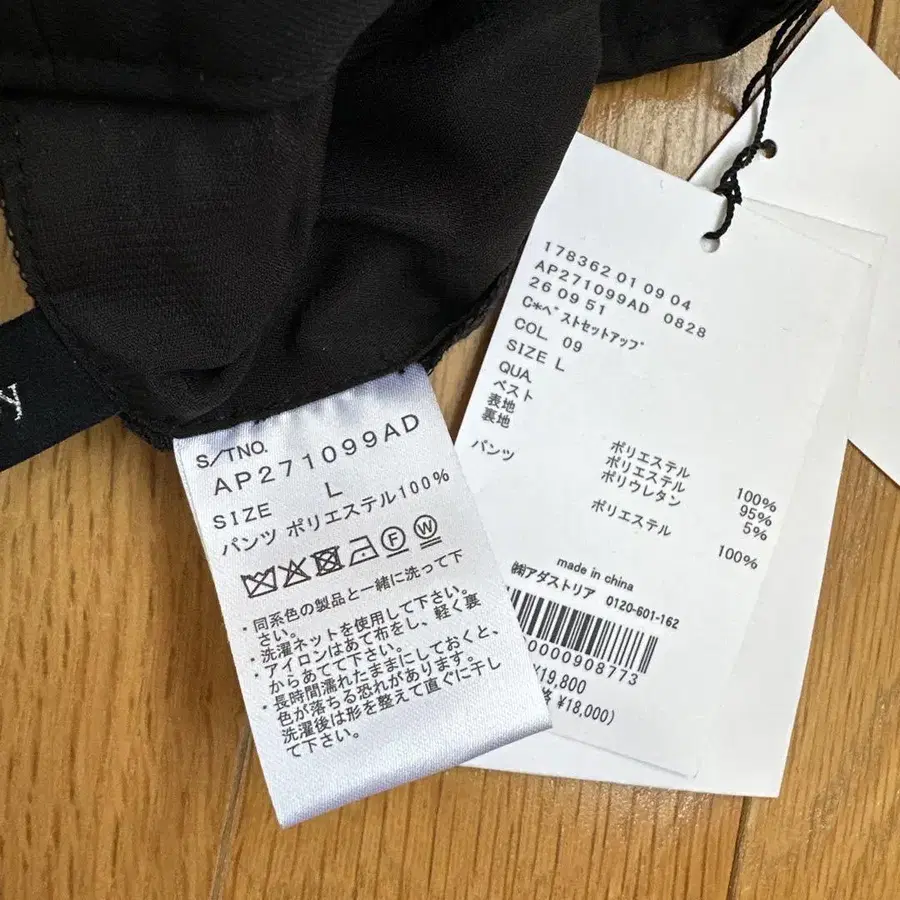 y
S/TNO.
AP271099AD
SIZE L
パンツ ポリエステル100%
F W
・同系色の製品と一緒に洗って下
さい。
・洗濯ネットを使用して下さい。
・アイロンはあて布をし、軽く裏
からあてて下さい。
・長時間濡れたままにしておくと、
色が落ちる恐れがあります。
洗濯後は形を整えて直ぐに干し
て下さい。
178362 01 09 04
AP271099AD 0828
26 09 51
C*ベストセットアップ
COL. 09
SIZE L
QUA.
ベスト
表地 ポリエステル 100%
裏地 ポリエステル 95%
ポリウレタン 5%
パンツ ポリエステル 100%
made in china
㈱アダストリア 0120-601-162
0000908773
¥19,800
¥18,000)